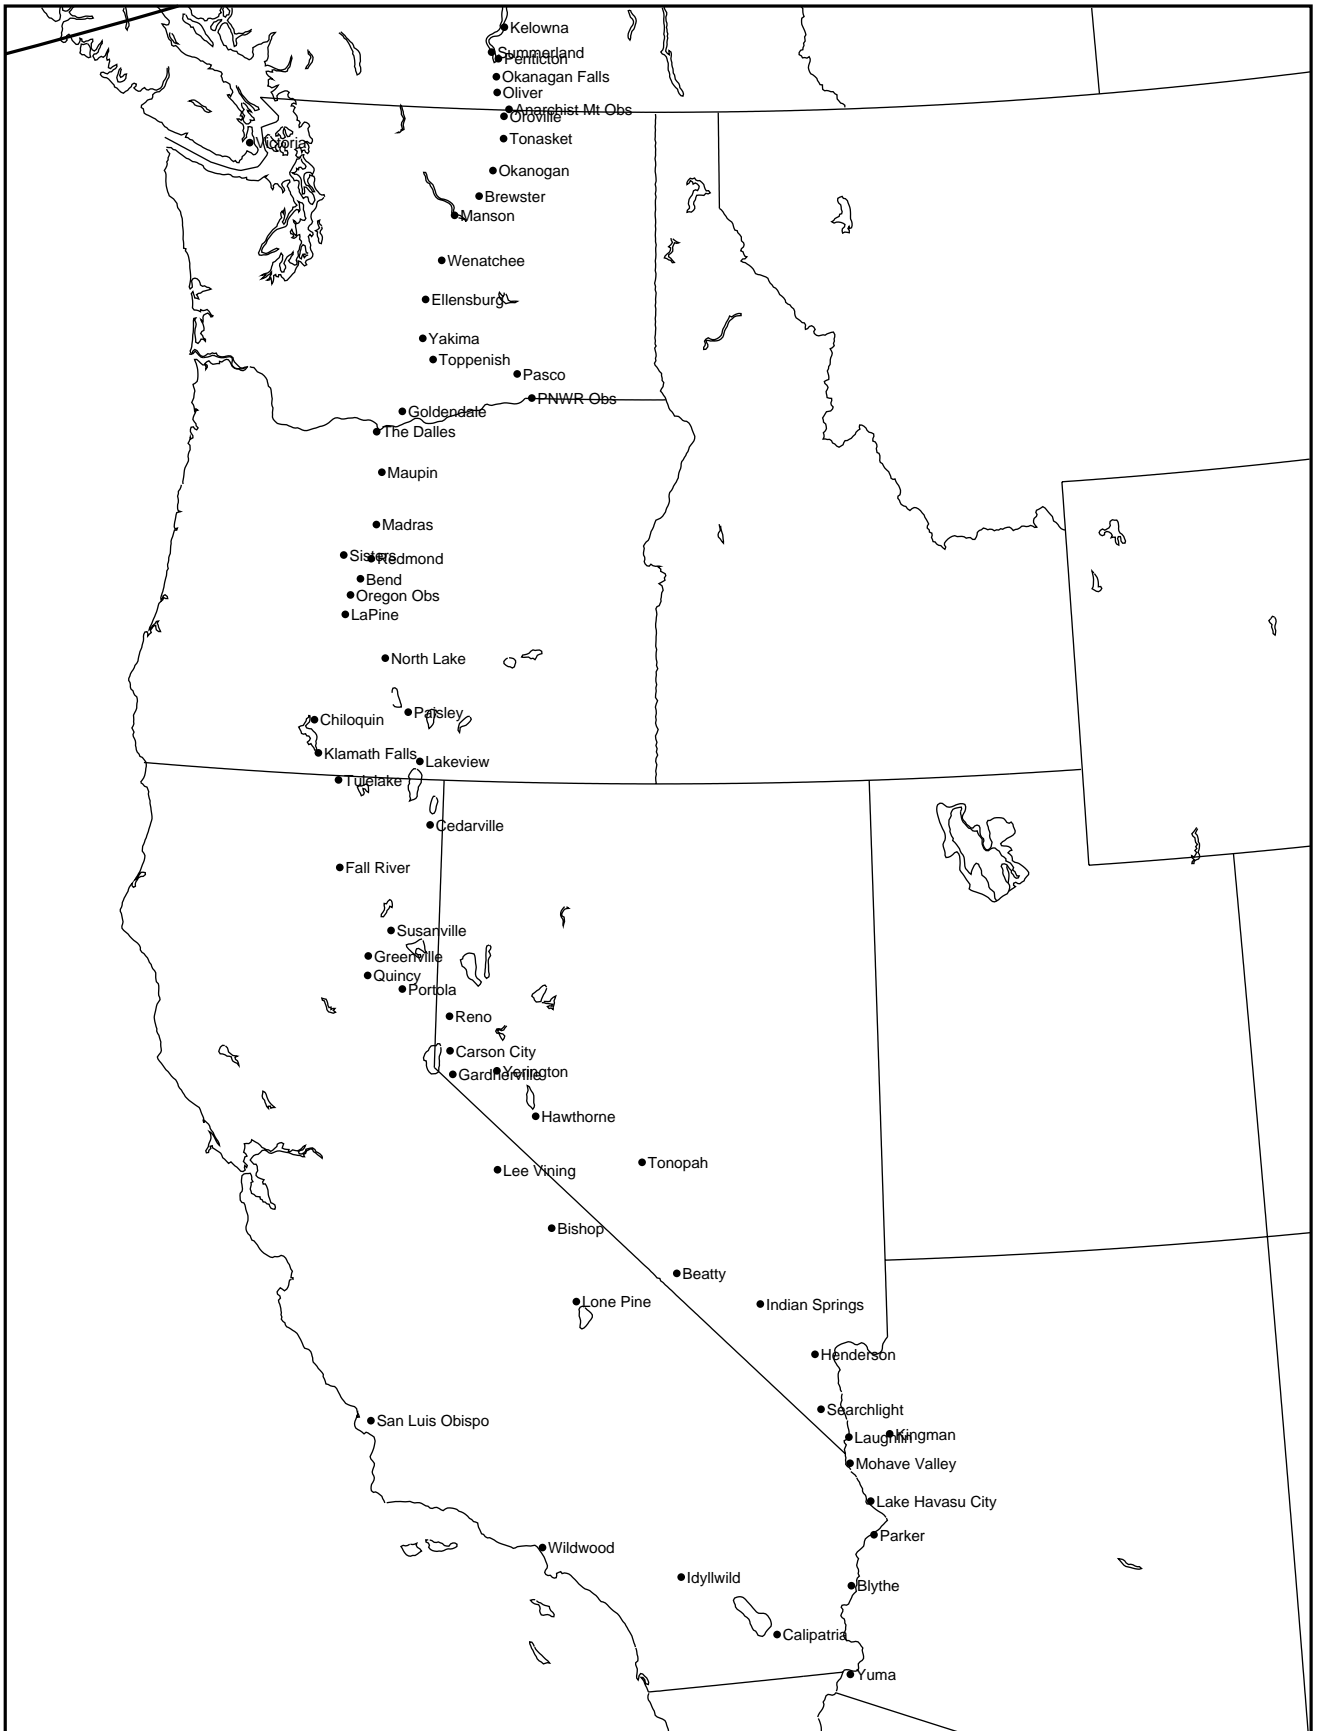 Kelowna
Summerland
Penticton
Okanagan Falls
Oliver
Anarchist Mt Obs
Oroville
Tonasket
Victoria
Okanogan
Brewster
Manson
Wenatchee
Ellensburg
Yakima
Toppenish
Pasco
PNWR Obs
Goldendale
The Dalles
Maupin
Madras
Sisters
Redmond
Bend
Oregon Obs
LaPine
North Lake
Paisley
Chiloquin
Klamath Falls
Lakeview
Tulelake
Cedarville
Fall River
Susanville
Greenville
Quincy
Portola
Reno
Carson City
Yerington
Gardnerville
Hawthorne
Tonopah
Lee Vining
Bishop
Beatty
Lone Pine
Indian Springs
Henderson
Searchlight
San Luis Obispo
Kingman
Laughlin
Mohave Valley
Lake Havasu City
Parker
Wildwood
Idyllwild
Blythe
Calipatria
Yuma